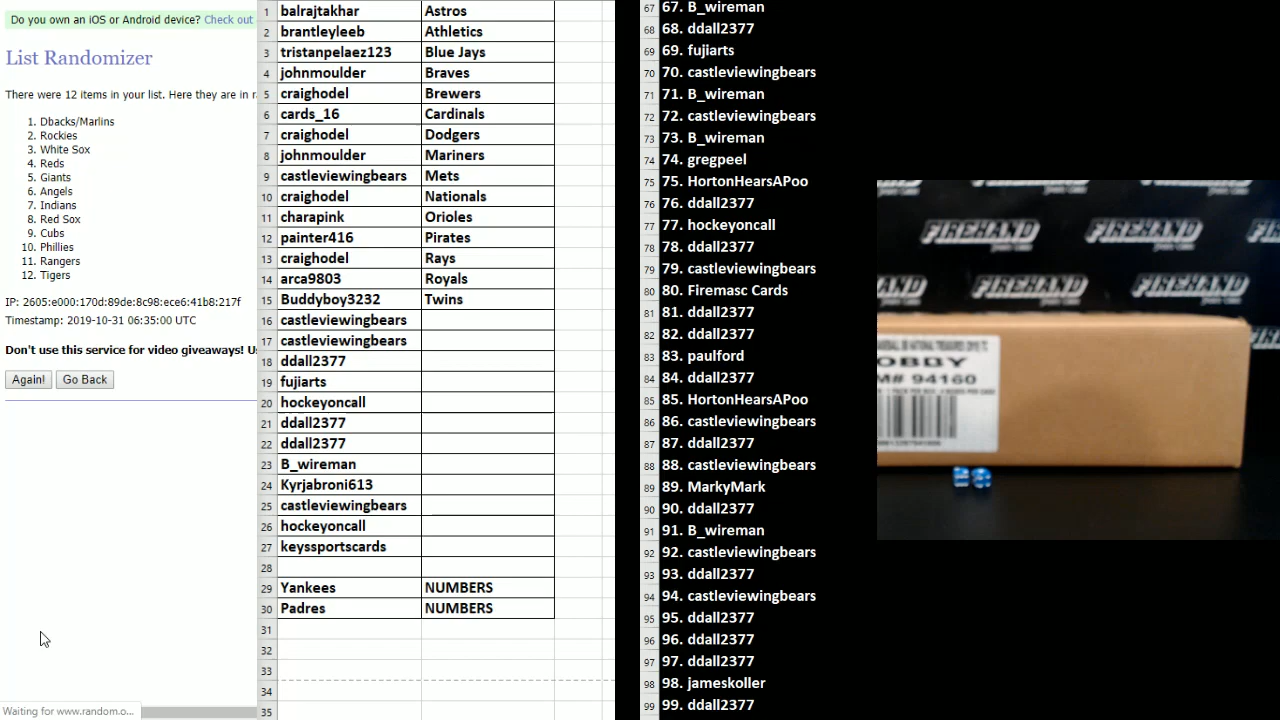 Do you own an iOS or Android device? Check out
List Randomizer
There were 12 items in your list. Here they are in r
1. Dbacks/Marlins
2. Rockies
3. White Sox
4. Reds
5. Giants
6. Angels
7. Indians
8. Red Sox
9. Cubs
10. Phillies
11. Rangers
12. Tigers
IP: 2605:e000:170d:89de:8c98:ece6:41b8:217f
Timestamp: 2019-10-31 06:35:00 UTC
Don't use this service for video giveaways! U
Again! Go Back
Waiting for www.random.o...
1 balrajtakhar Astros
2 brantleyleeb Athletics
3 tristanpelaez123 Blue Jays
4 johnmoulder Braves
5 craighodel Brewers
6 cards_16 Cardinals
7 craighodel Dodgers
8 johnmoulder Mariners
9 castleviewingbears Mets
10 craighodel Nationals
11 charapink Orioles
12 painter416 Pirates
13 craighodel Rays
14 arca9803 Royals
15 Buddyboy3232 Twins
16 castleviewingbears
17 castleviewingbears
18 ddall2377
19 fujiarts
20 hockeyoncall
21 ddall2377
22 ddall2377
23 B_wireman
24 Kyrjabroni613
25 castleviewingbears
26 hockeyoncall
27 keyssportscards
28
29 Yankees NUMBERS
30 Padres NUMBERS
31
32
33
34
35
67 67. B_wireman
68 68. ddall2377
69 69. fujiarts
70 70. castleviewingbears
71 71. B_wireman
72 72. castleviewingbears
73 73. B_wireman
74 74. gregpeel
75 75. HortonHearsAPoo
76 76. ddall2377
77 77. hockeyoncall
78 78. ddall2377
79 79. castleviewingbears
80 80. Firemasc Cards
81 81. ddall2377
82 82. ddall2377
83 83. paulford
84 84. ddall2377
85 85. HortonHearsAPoo
86 86. castleviewingbears
87 87. ddall2377
88 88. castleviewingbears
89 89. MarkyMark
90 90. ddall2377
91 91. B_wireman
92 92. castleviewingbears
93 93. ddall2377
94 94. castleviewingbears
95 95. ddall2377
96 96. ddall2377
97 97. ddall2377
98 98. jameskoller
99 99. ddall2377
FIREHAND FIREHAND
FIREHAND FIREHAND
OBBY
M# 94160